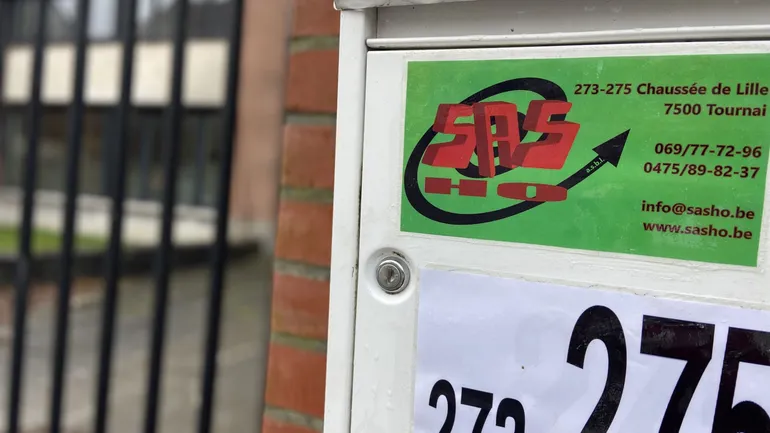 SAS
HO
a.s.b.l.
273-275 Chaussée de Lille
7500 Tournai
069/77-72-96
0475/89-82-37
info@sasho.be
www.sasho.be
275
273